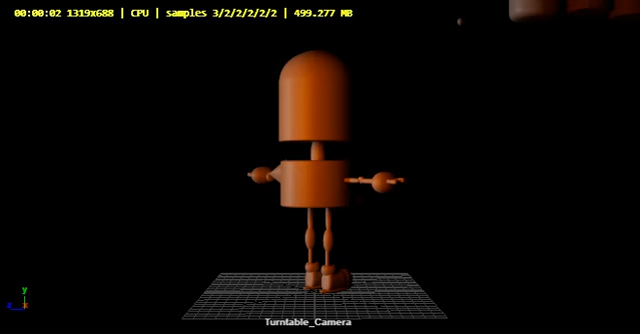 00:00:02 1319x688 | CPU | samples 3/2/2/2/2/2 | 499.277 MB
y
Turntable_Camera